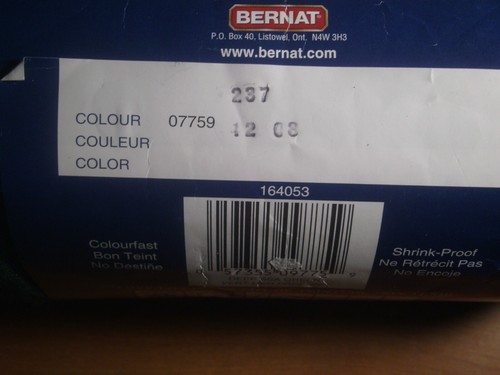 BERNAT
P.O. Box 40, Listowel, Ont. N4W 3H3
www.bernat.com
237
COLOUR 07759 12 08
COULEUR
COLOR
164053
Colourfast
Bon Teint
No Destiñe
Shrink-Proof
Ne Rétrécit Pas
No Encoje